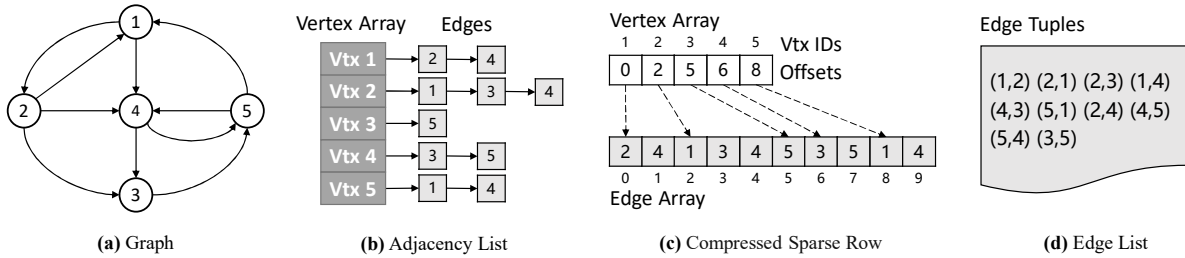 1
2
4
5
3
(a) Graph
Vertex Array Edges
Vtx 1 2 4
Vtx 2 1 3 4
Vtx 3 5
Vtx 4 3 5
Vtx 5 1 4
(b) Adjacency List
Vertex Array
1 2 3 4 5 Vtx IDs
0 2 5 6 8 Offsets
2 4 1 3 4 5 3 5 1 4
0 1 2 3 4 5 6 7 8 9
Edge Array
(c) Compressed Sparse Row
Edge Tuples
(1,2) (2,1) (2,3) (1,4)
(4,3) (5,1) (2,4) (4,5)
(5,4) (3,5)
(d) Edge List